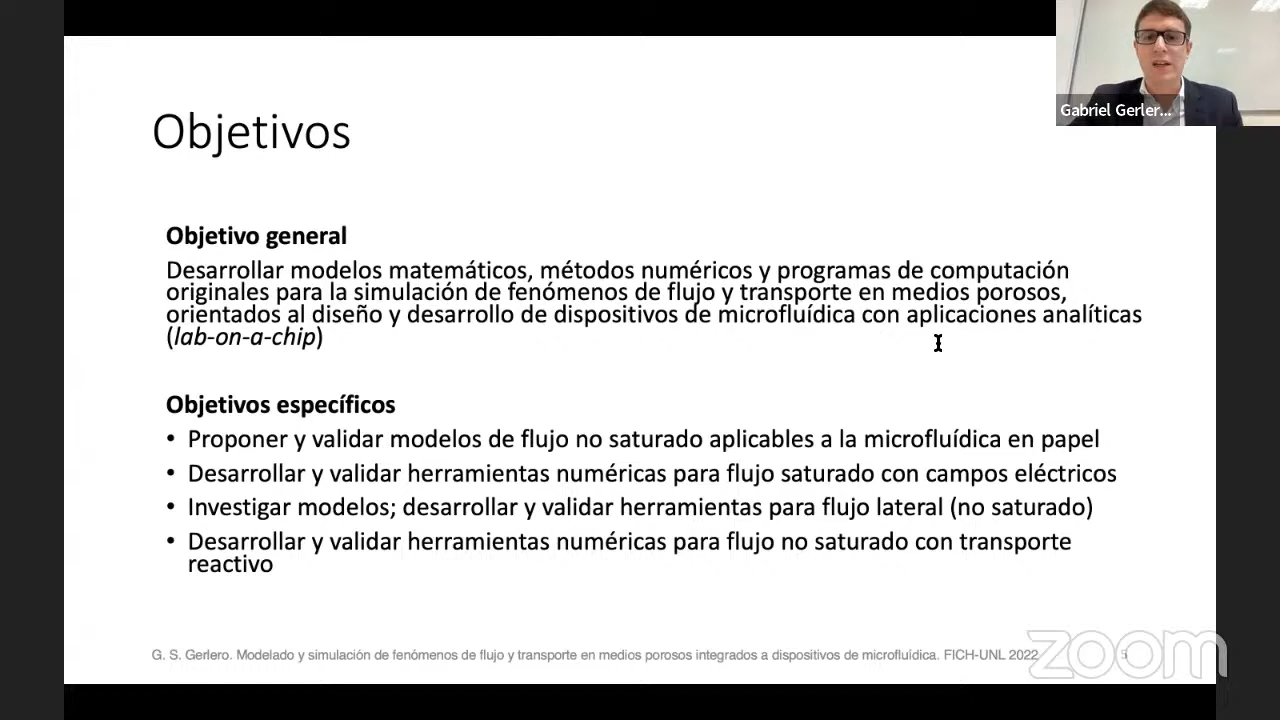 Gabriel Gerler...
Objetivos
Objetivo general
Desarrollar modelos matemáticos, métodos numéricos y programas de computación
originales para la simulación de fenómenos de flujo y transporte en medios porosos,
orientados al diseño y desarrollo de dispositivos de microfluídica con aplicaciones analíticas
(lab-on-a-chip)
Objetivos específicos
• Proponer y validar modelos de flujo no saturado aplicables a la microfluídica en papel
• Desarrollar y validar herramientas numéricas para flujo saturado con campos eléctricos
• Investigar modelos; desarrollar y validar herramientas para flujo lateral (no saturado)
• Desarrollar y validar herramientas numéricas para flujo no saturado con transporte
reactivo
G. S. Gerlero. Modelado y simulación de fenómenos de flujo y transporte en medios porosos integrados a dispositivos de microfluídica. FICH-UNL 2022
5
zoom